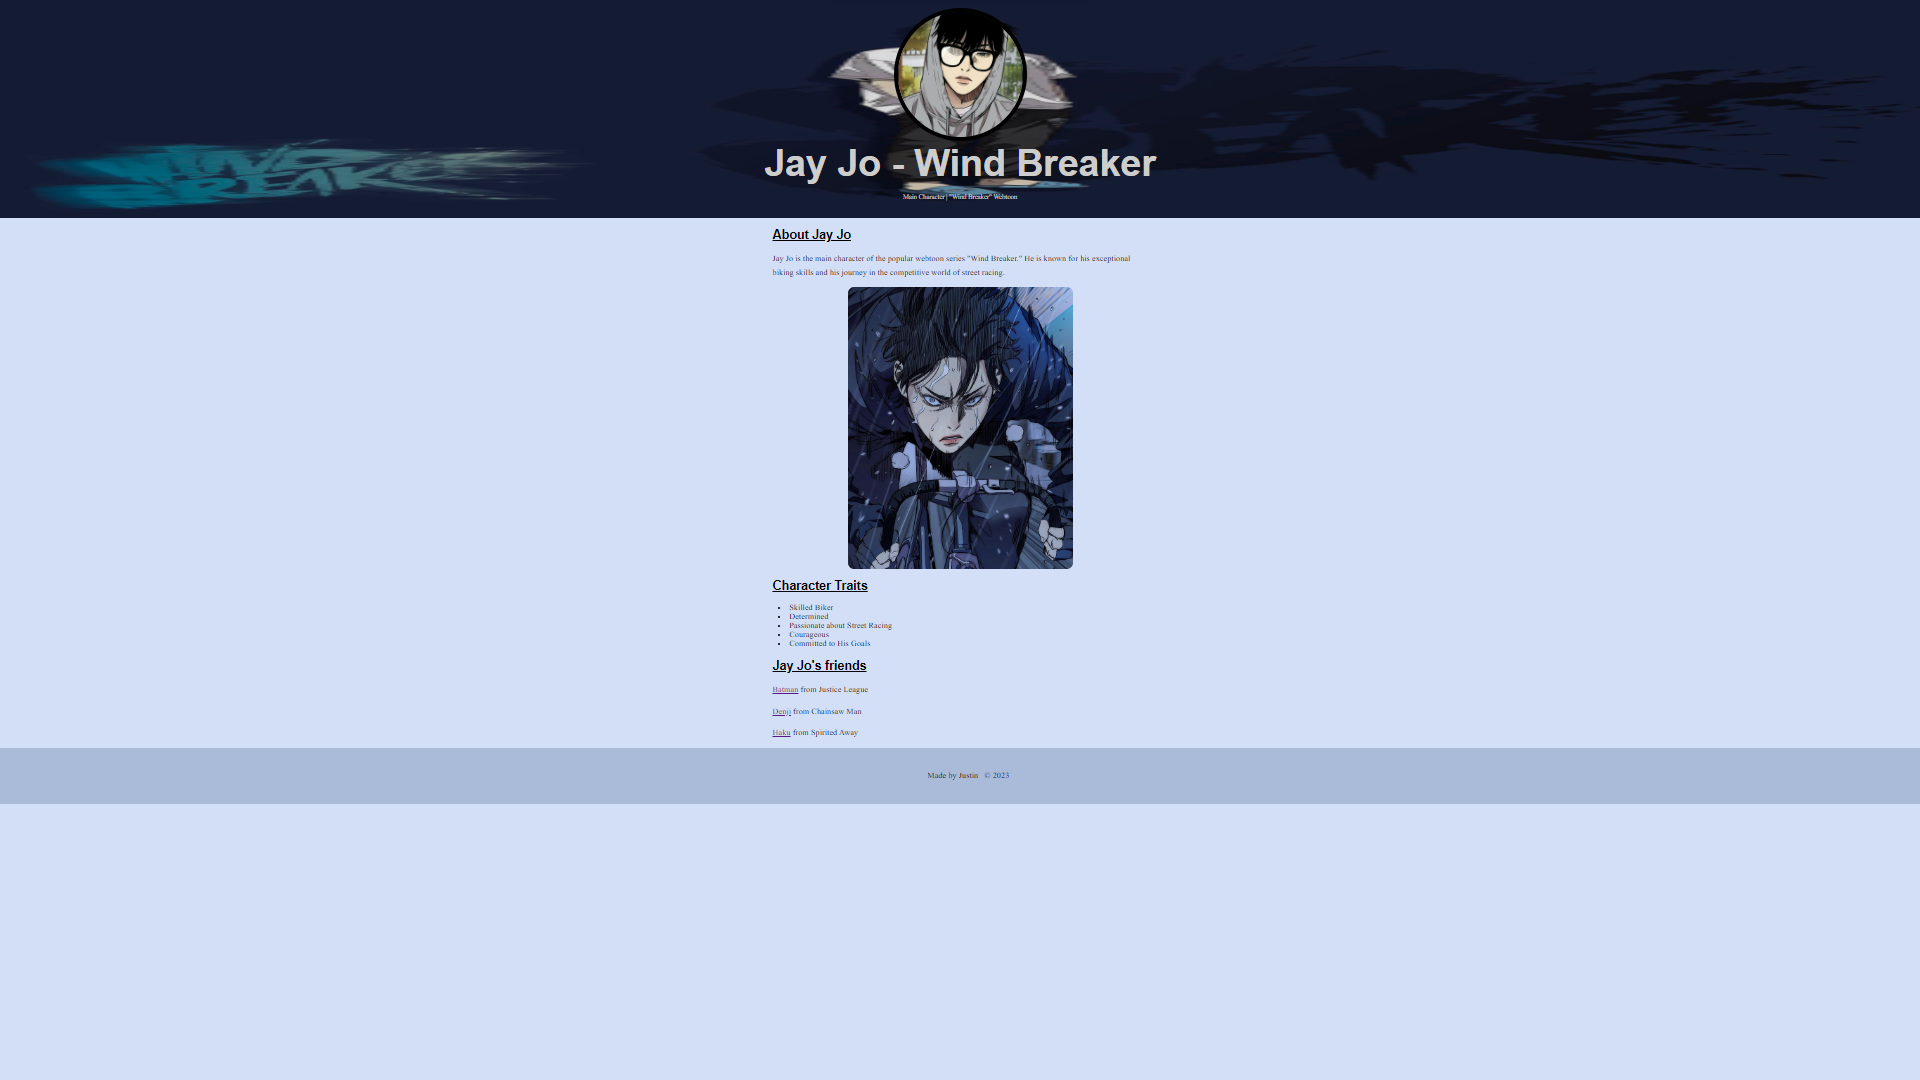 WIND
BREAKER
Jay Jo - Wind Breaker
Main Character | "Wind Breaker" Webtoon
About Jay Jo
Jay Jo is the main character of the popular webtoon series "Wind Breaker." He is known for his exceptional
biking skills and his journey in the competitive world of street racing.
Character Traits
• Skilled Biker
• Determined
• Passionate about Street Racing
• Courageous
• Committed to His Goals
Jay Jo's friends
Batman from Justice League
Denji from Chainsaw Man
Haku from Spirited Away
Made by Justin © 2023